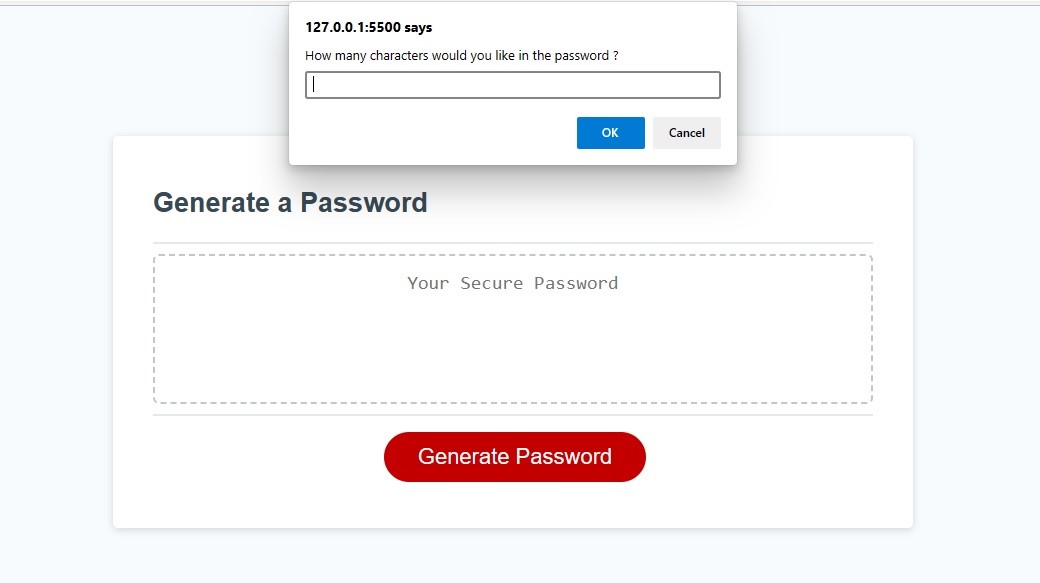 127.0.0.1:5500 says
How many characters would you like in the password ?
OK
Cancel
Generate a Password
Your Secure Password
Generate Password